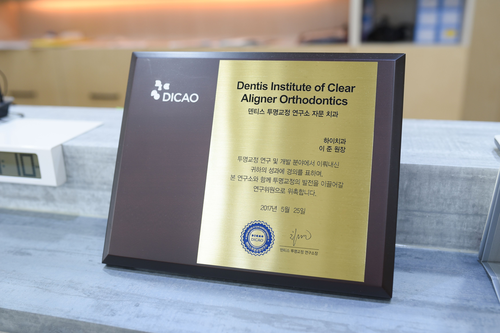 DICAO
Dentis Institute of Clear
Aligner Orthodontics
덴티스 투명교정 연구소 자문 치과
하이치과
이 준 원장
투명교정 연구 및 개발 분야에서 이뤄내신
귀하의 성과에 경의를 표하며,
본 연구소와 함께 투명교정의 발전을 이끌어갈
연구위원으로 위촉합니다.
2017년 5월 25일
DICAO
덴티스 투명교정 연구소장